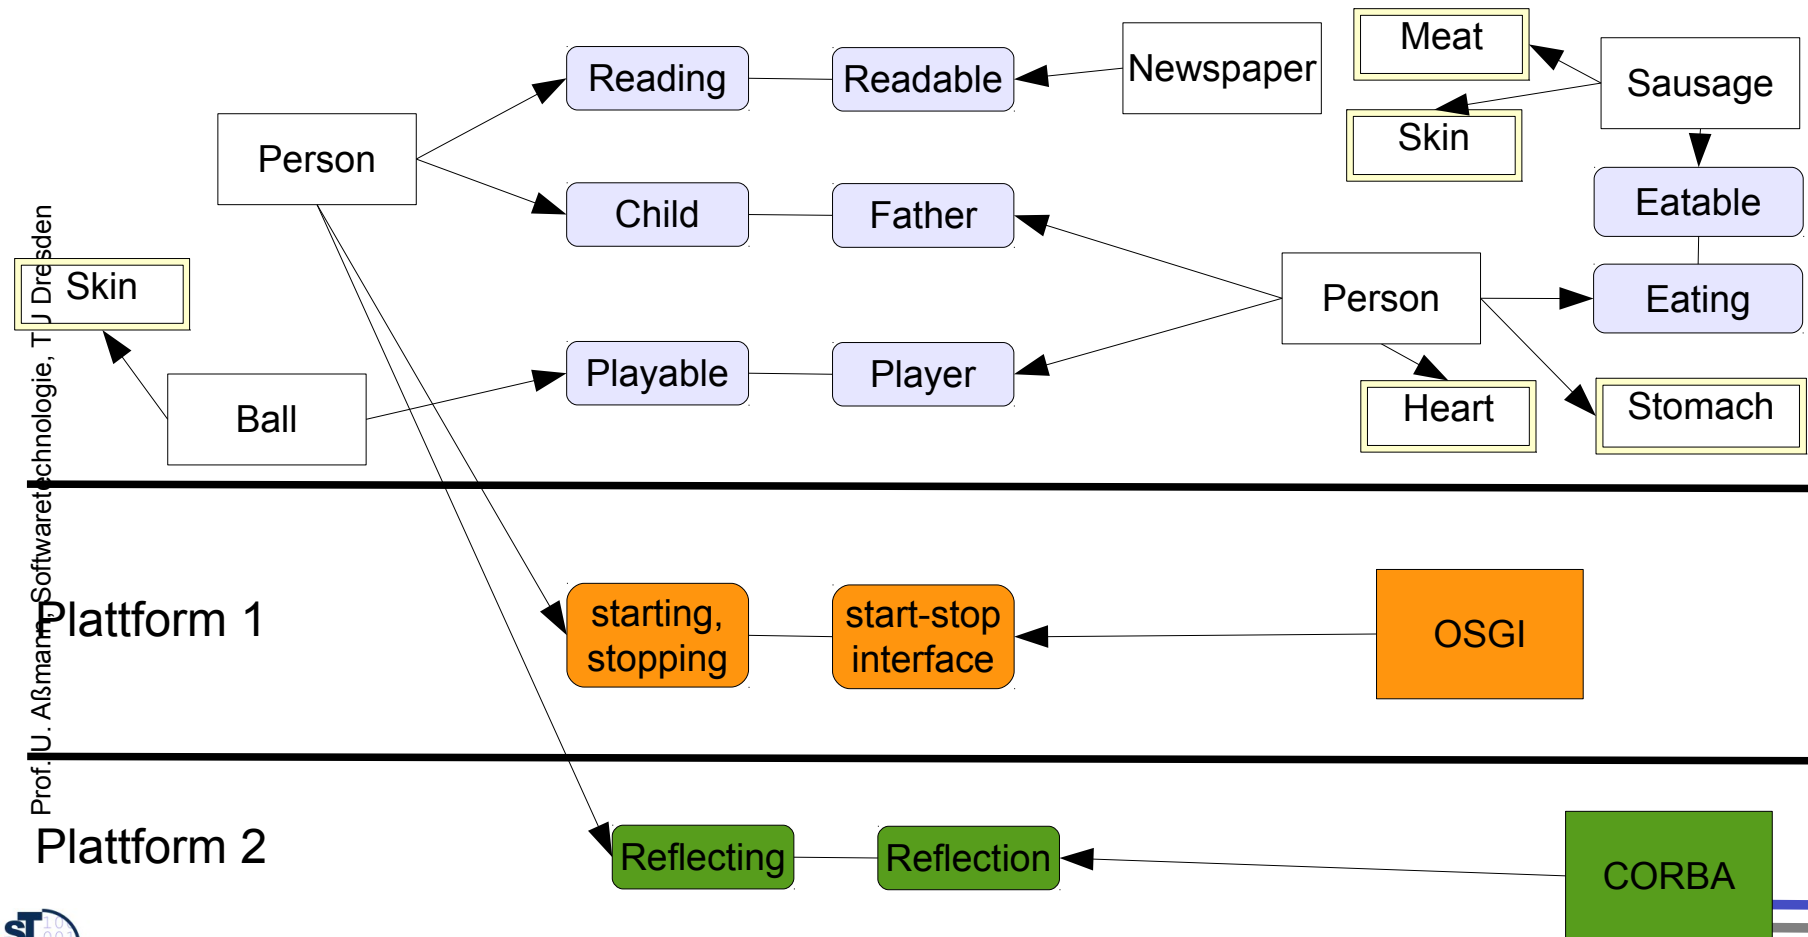 Meat
Reading
Readable
Newspaper
Sausage
Skin
Person
Eatable
Child
Father
Skin
Person
Eating
Playable
Player
Ball
Heart
Stomach
Prof. U. Aßmann, Softwaretechnologie, TU Dresden
Plattform 1
starting,
stopping
start-stop
interface
OSGI
Plattform 2
Reflecting
Reflection
CORBA
ST